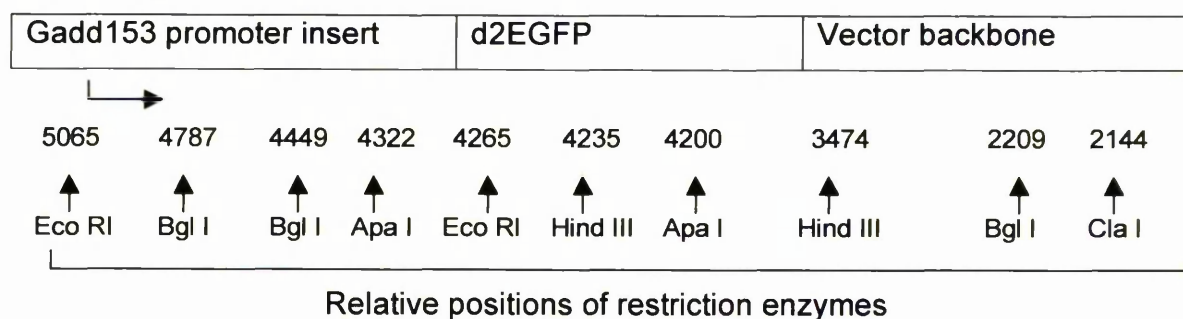 Gadd153 promoter insert d2EGFP Vector backbone
5065 4787 4449 4322 4265 4235 4200 3474 2209 2144
Eco RI Bgl I Bgl I Apa I Eco RI Hind III Apa I Hind III Bgl I Cla I
Relative positions of restriction enzymes